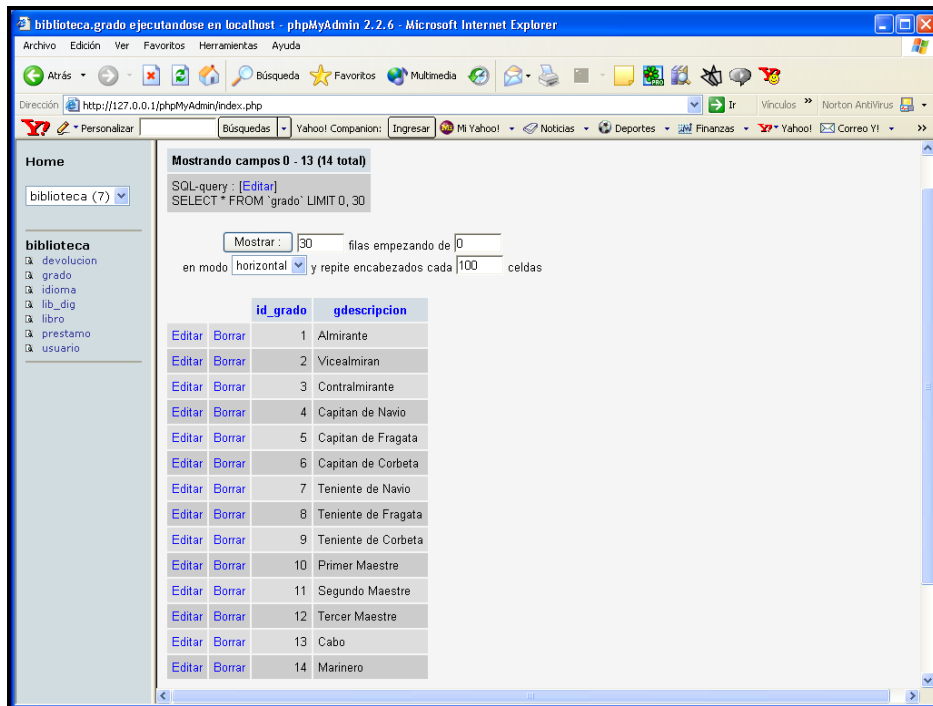 biblioteca.grado ejecutandose en localhost - phpMyAdmin 2.2.6 - Microsoft Internet Explorer
Archivo Edición Ver Favoritos Herramientas Ayuda
Atrás Búsqueda Favoritos Multimedia
Dirección http://127.0.0.1/phpMyAdmin/index.php Ir Vínculos » Norton AntiVirus
Y! Personalizar Búsquedas Yahoo! Companion: Ingresar Mi Yahoo! Noticias Deportes Finanzas Y! Yahoo! Correo Y! »
Home
biblioteca (7)
biblioteca
devolucion
grado
idioma
lib_dig
libro
prestamo
usuario
Mostrando campos 0 - 13 (14 total)
SQL-query : [Editar]
SELECT * FROM `grado` LIMIT 0, 30
Mostrar : 30 filas empezando de 0
en modo horizontal y repite encabezados cada 100 celdas
id_grado gdescripcion
Editar Borrar 1 Almirante
Editar Borrar 2 Vicealmiran
Editar Borrar 3 Contralmirante
Editar Borrar 4 Capitan de Navio
Editar Borrar 5 Capitan de Fragata
Editar Borrar 6 Capitan de Corbeta
Editar Borrar 7 Teniente de Navio
Editar Borrar 8 Teniente de Fragata
Editar Borrar 9 Teniente de Corbeta
Editar Borrar 10 Primer Maestre
Editar Borrar 11 Segundo Maestre
Editar Borrar 12 Tercer Maestre
Editar Borrar 13 Cabo
Editar Borrar 14 Marinero